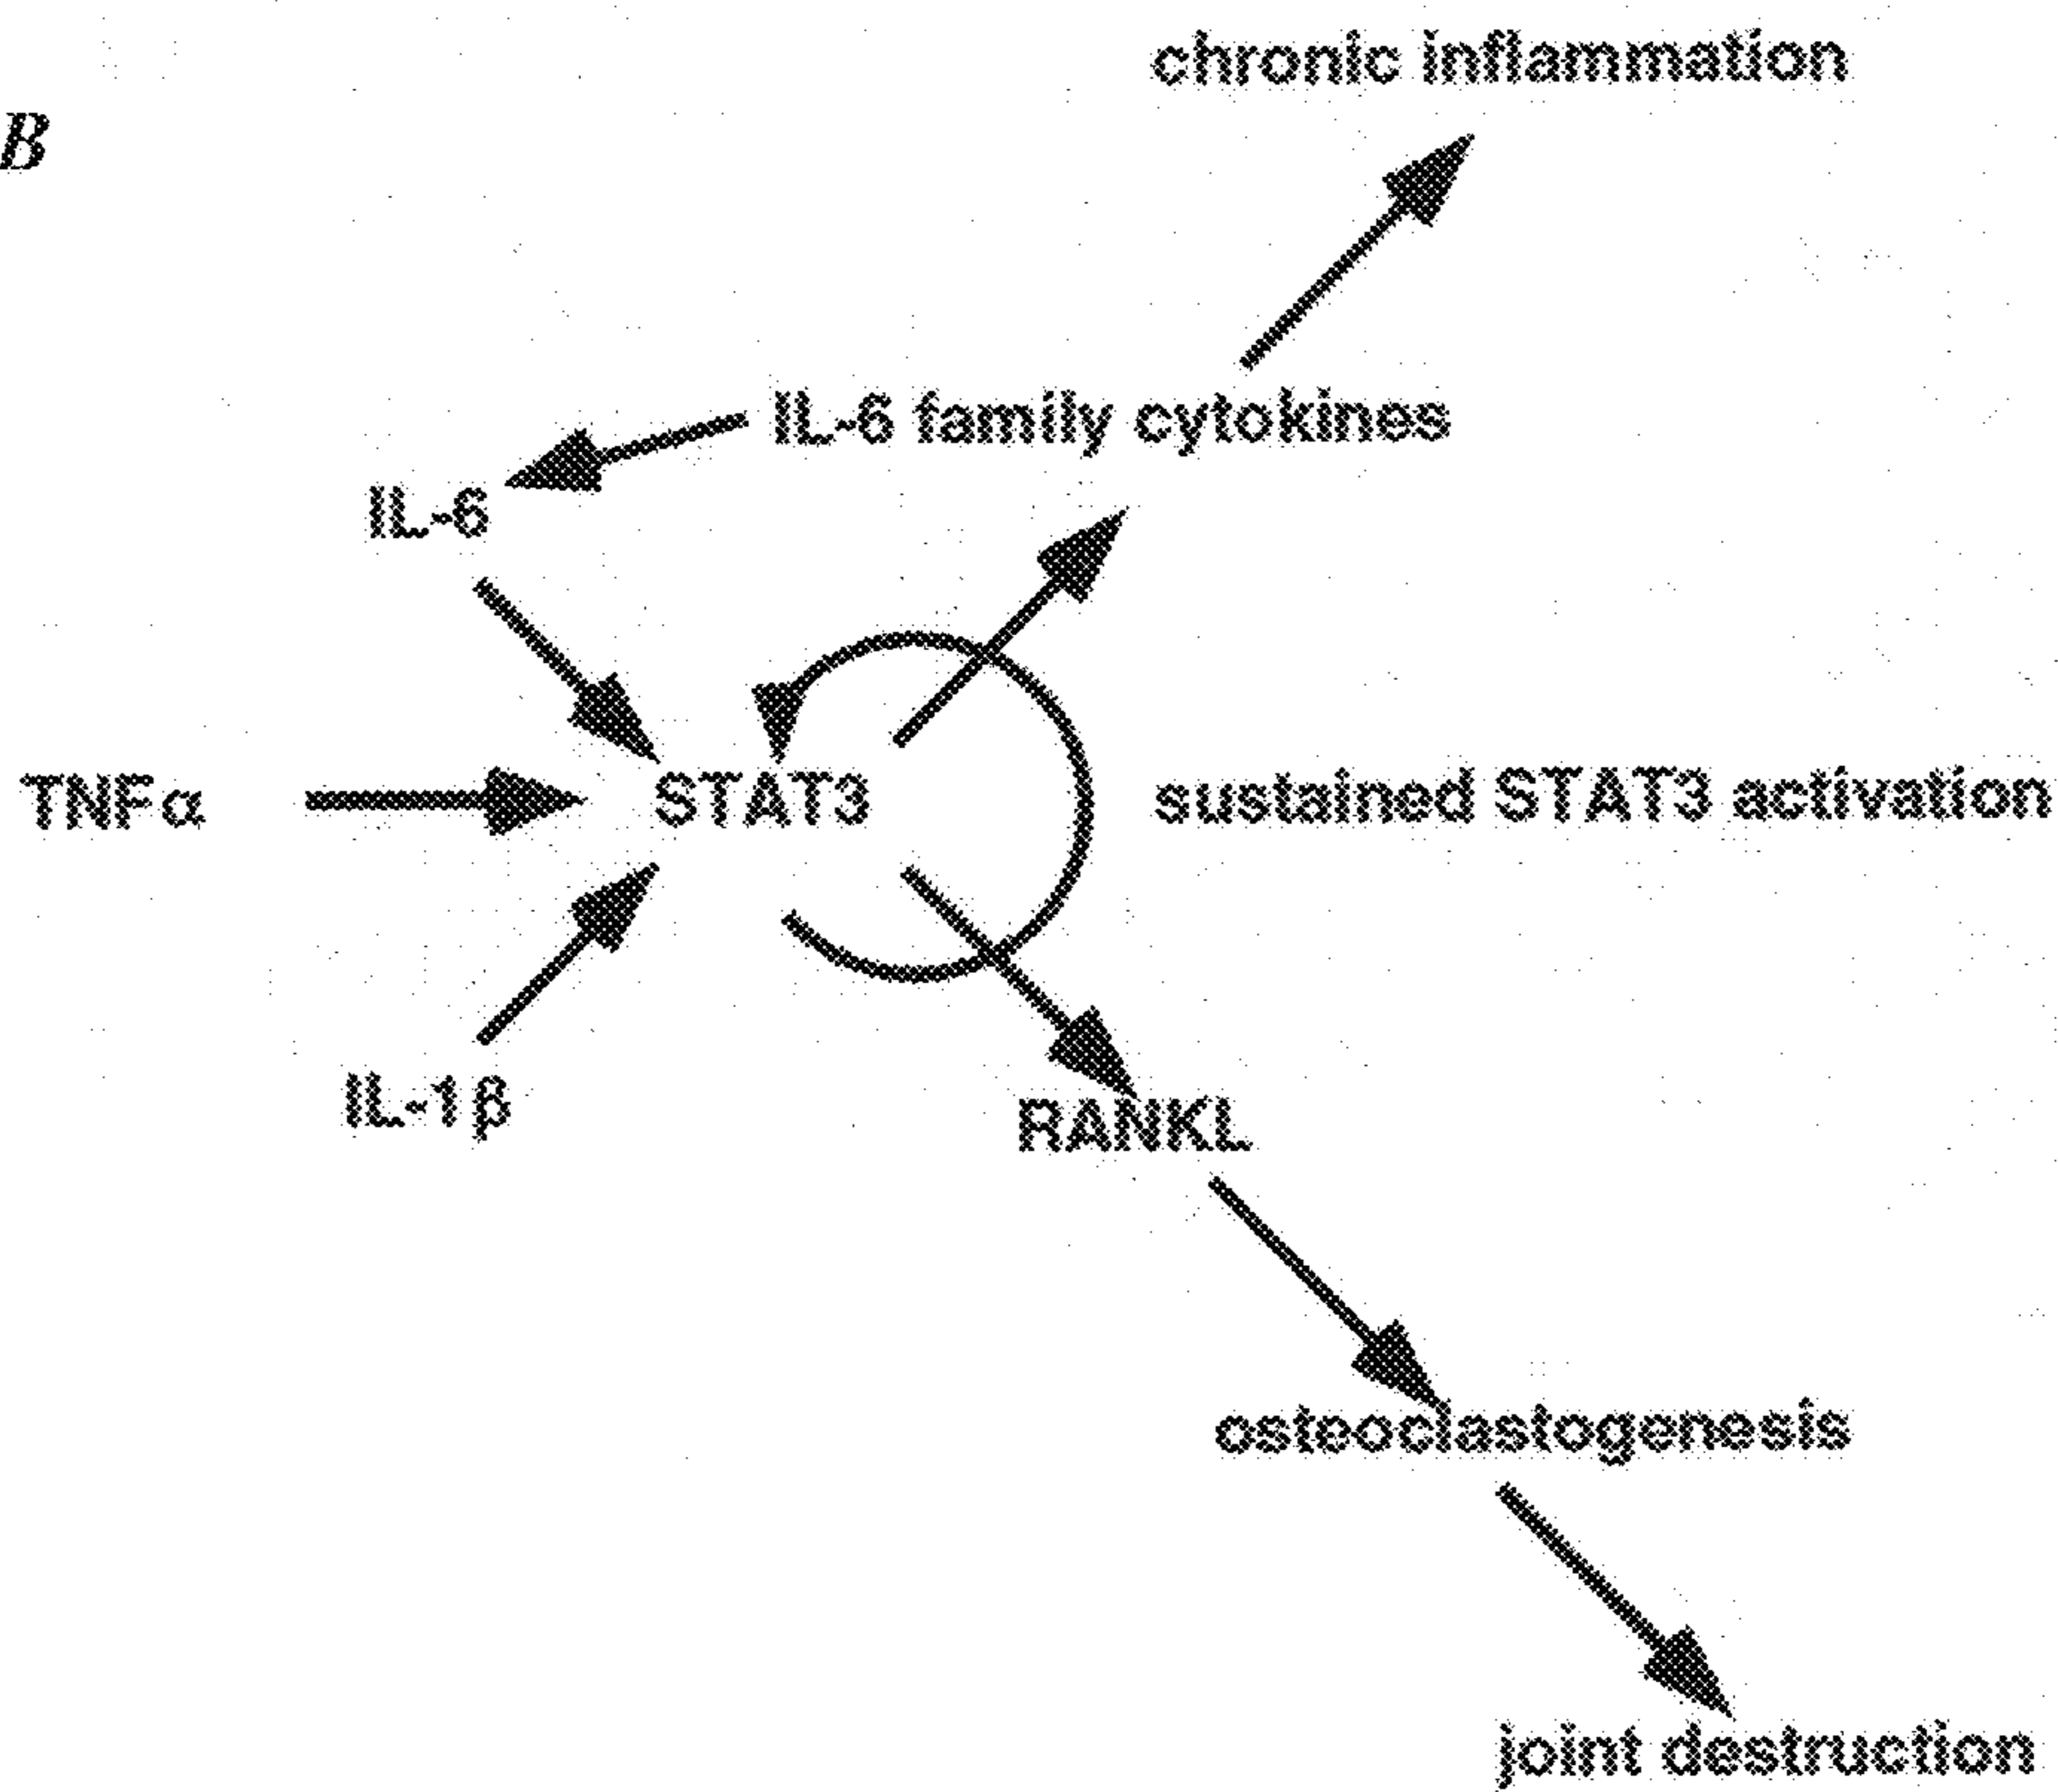 chronic inflammation
B
IL-6 family cytokines
IL-6
TNFα
STAT3
sustained STAT3 activation
IL-1β
RANKL
osteoclastogenesis
joint destruction